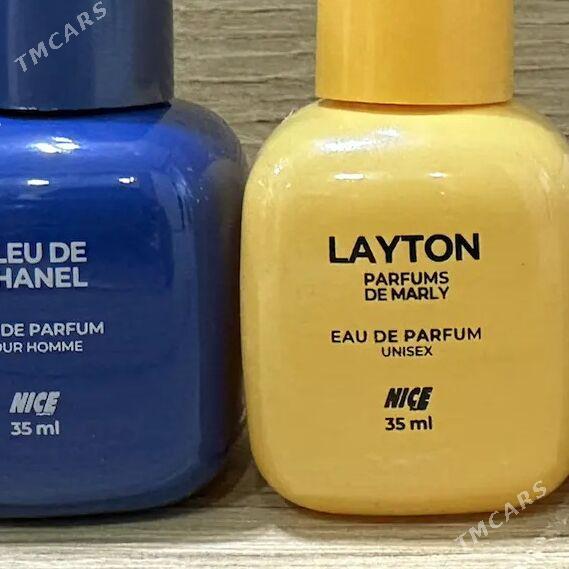 TMCARS
LEU DE
HANEL
DE PARFUM
OUR HOMME
NICE
35 ml
LAYTON
PARFUMS
DE MARLY
EAU DE PARFUM
UNISEX
NICE
35 ml
TMCARS